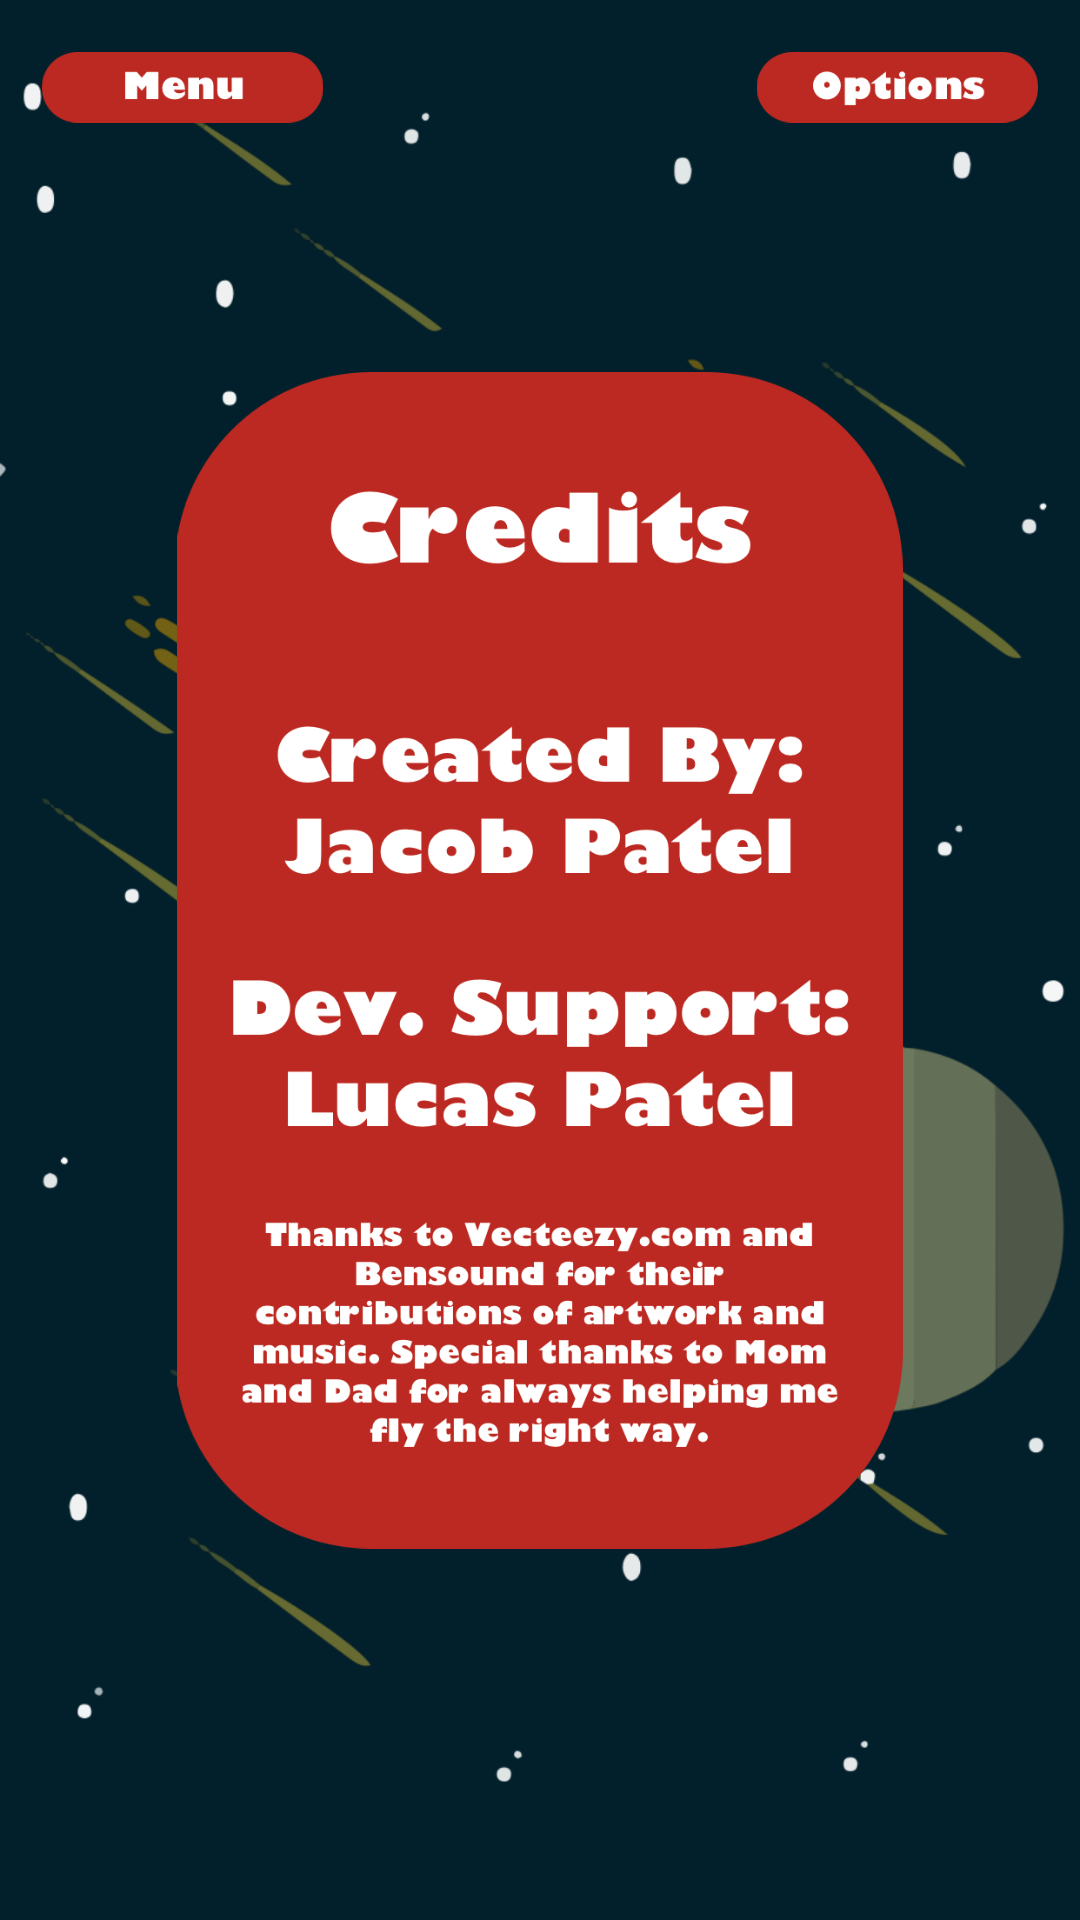 Menu
Options
Credits
Created By:
Jacob Patel
Dev. Support:
Lucas Patel
Thanks to Vecteezy.com and
Bensound for their
contributions of artwork and
music. Special thanks to Mom
and Dad for always helping me
fly the right way.